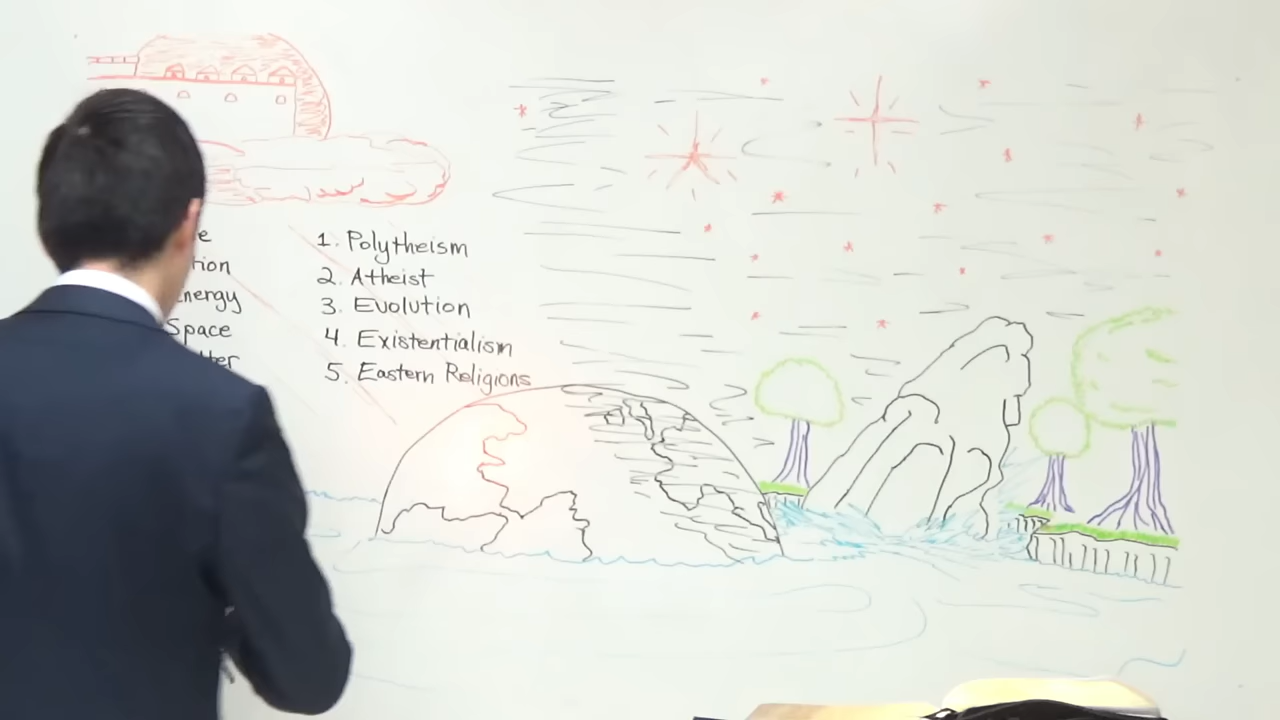 Space
1. Polytheism
2. Atheist
3. Evolution
4. Existentialism
5. Eastern Religions